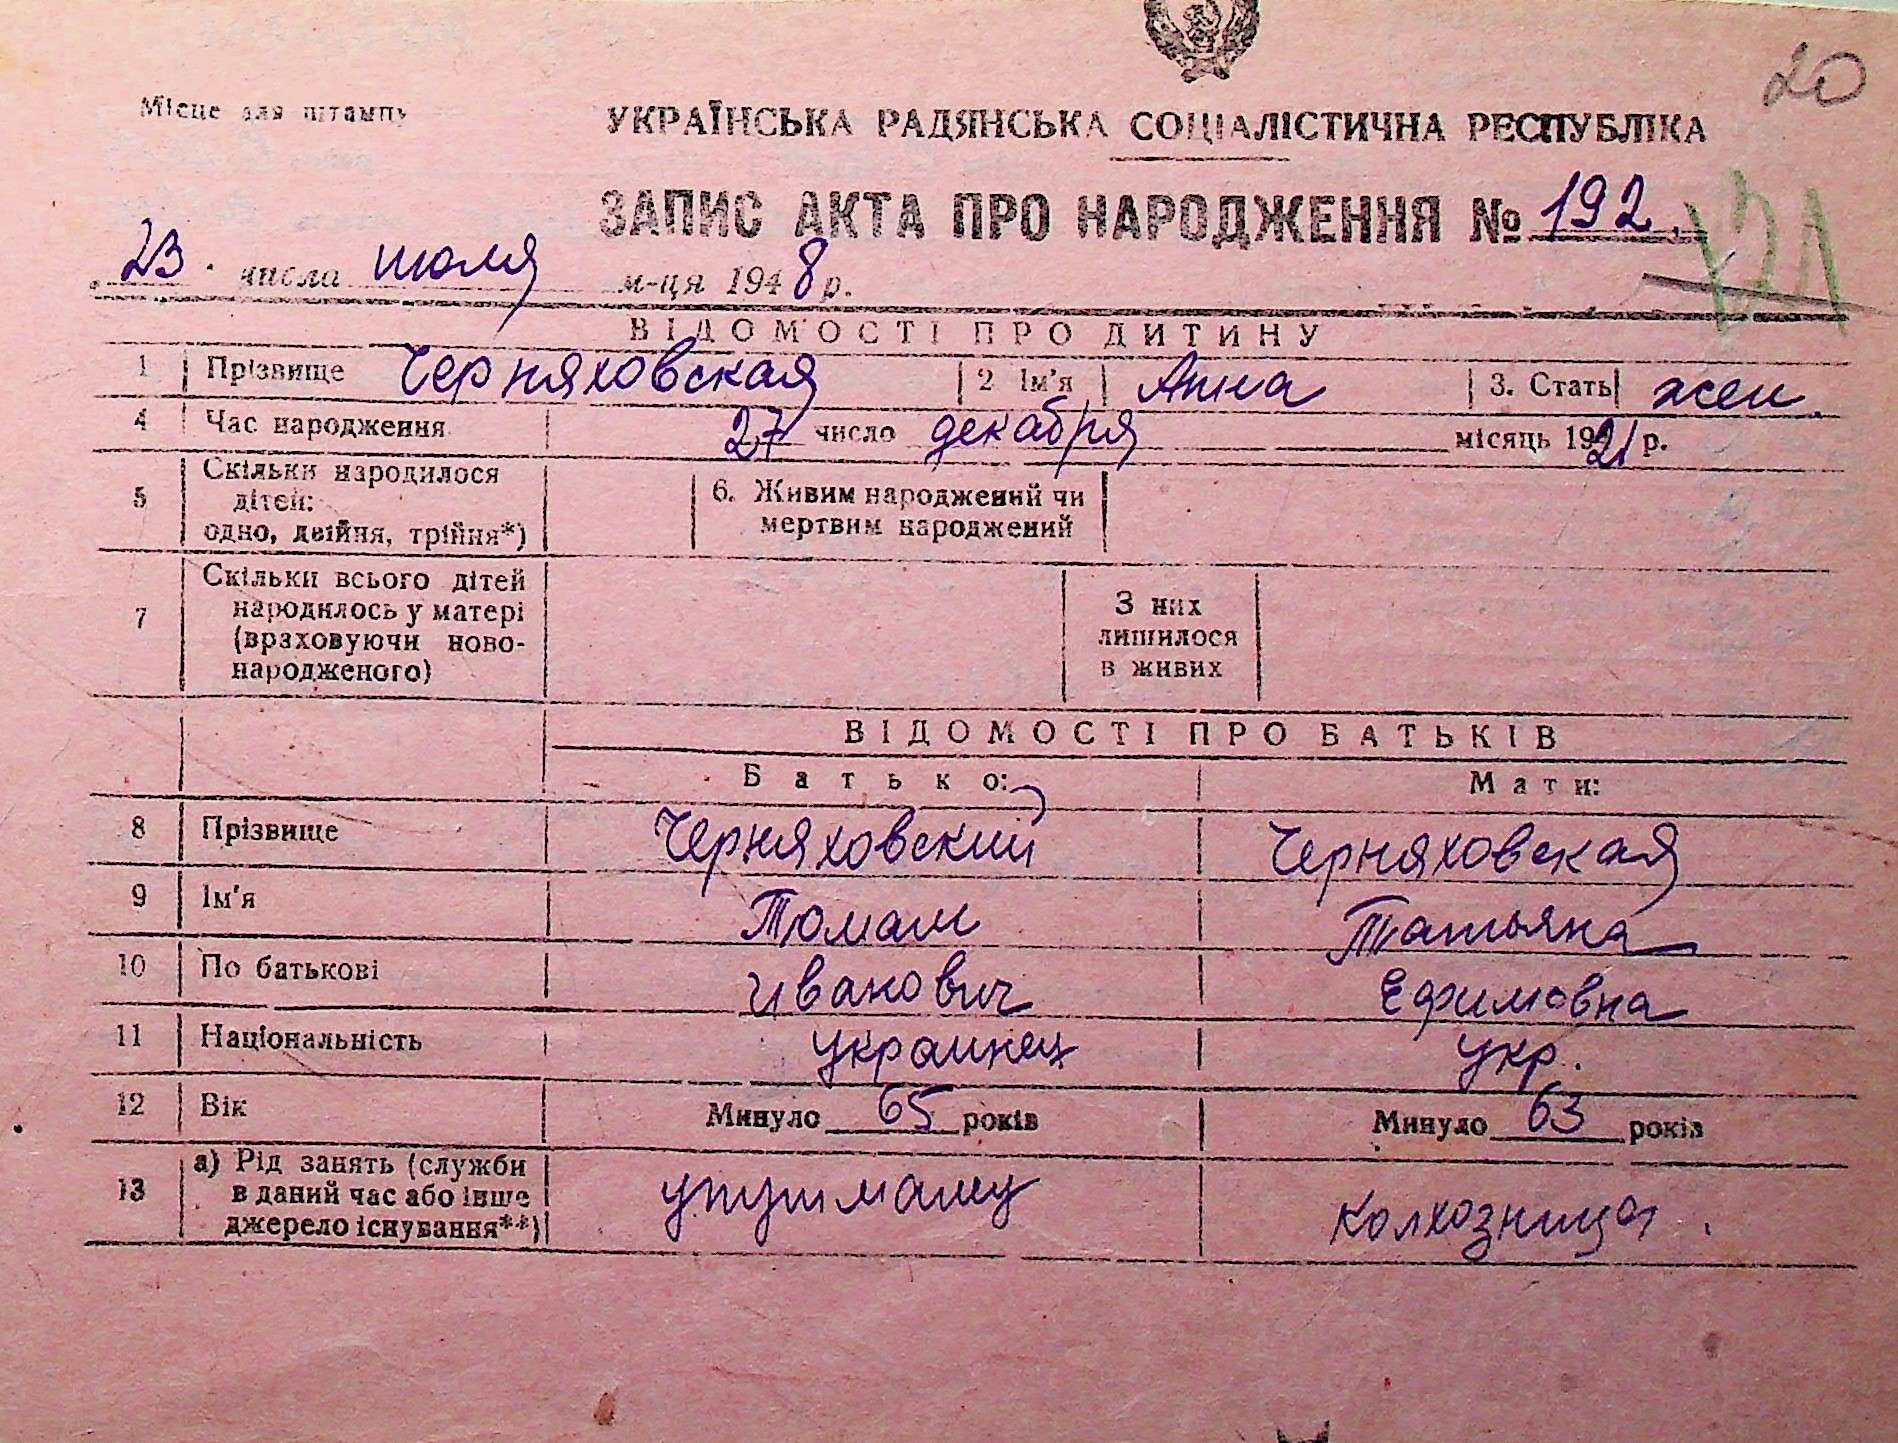 20
Місце для штампу
УКРАЇНСЬКА РАДЯНСЬКА СОЦІАЛІСТИЧНА РЕСПУБЛІКА
ЗАПИС АКТА ПРО НАРОДЖЕННЯ № 192.
23 числа июля м-ця 1948 р.
ВІДОМОСТІ ПРО ДИТИНУ
1 Прізвище Черняховская 2 Ім'я Анна 3. Стать жен.
4 Час народження 27 число декабря місяць 1921 р.
5 Скільки народилося дітей: одно, двійня, трійня*) 6. Живим народжений чи мертвим народжений
7 Скільки всього дітей народилось у матері (враховуючи новонародженого) З них лишилося в живих
ВІДОМОСТІ ПРО БАТЬКІВ
Батько: Мати:
8 Прізвище Черняховский Черняховская
9 Ім'я Томаш Татьяна
10 По батькові Иванович Ефимовна
11 Національність украинец укр.
12 Вік Минуло 65 років Минуло 63 років
13 а) Рід занять (служби в даний час або інше джерело існування**) колхозница.